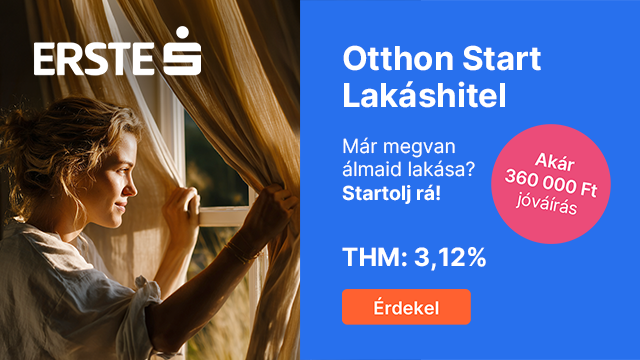 ERSTE
Otthon Start
Lakáshitel
Már megvan
álmaid lakása?
Startolj rá!
Akár
360 000 Ft
jóváírás
THM: 3,12%
Érdekel